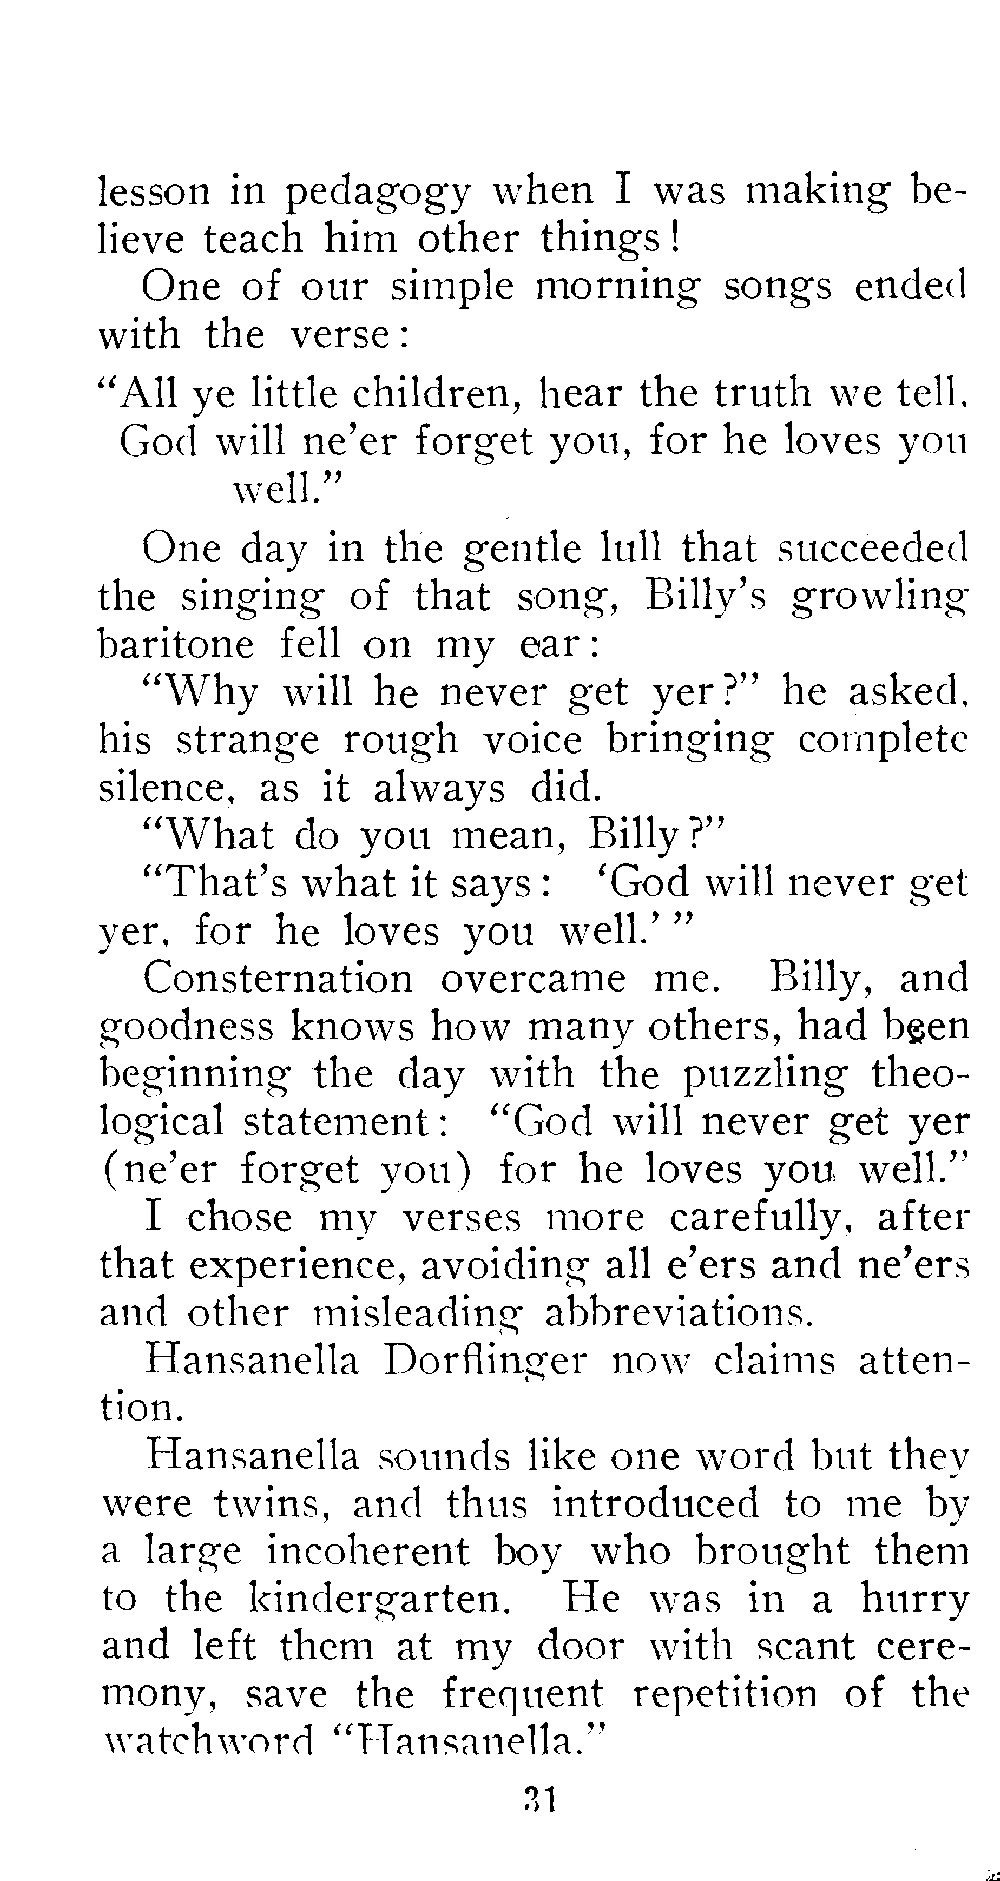 lesson in pedagogy when I was making be-
lieve teach him other things!
One of our simple morning songs ended
with the verse:
“All ye little children, hear the truth we tell.
God will ne’er forget you, for he loves you
well.”
One day in the gentle lull that succeeded
the singing of that song, Billy’s growling
baritone fell on my ear:
“Why will he never get yer?” he asked,
his strange rough voice bringing complete
silence, as it always did.
“What do you mean, Billy?”
“That’s what it says: ‘God will never get
yer, for he loves you well.’”
Consternation overcame me. Billy, and
goodness knows how many others, had been
beginning the day with the puzzling theo-
logical statement: “God will never get yer
(ne’er forget you) for he loves you well.”
I chose my verses more carefully, after
that experience, avoiding all e’ers and ne’ers
and other misleading abbreviations.
Hansanella Dorflinger now claims atten-
tion.
Hansanella sounds like one word but they
were twins, and thus introduced to me by
a large incoherent boy who brought them
to the kindergarten. He was in a hurry
and left them at my door with scant cere-
mony, save the frequent repetition of the
watchword “Hansanella.”
31